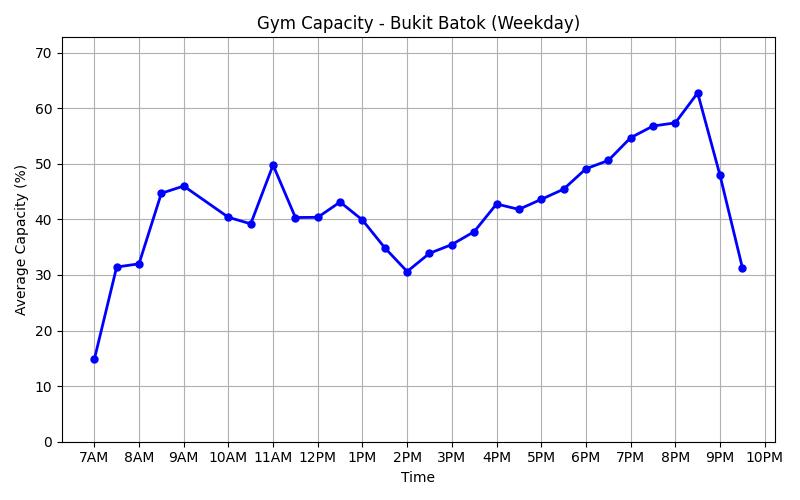 Gym Capacity - Bukit Batok (Weekday)
Average Capacity (%)
70
60
50
40
30
20
10
0
7AM 8AM 9AM 10AM 11AM 12PM 1PM 2PM 3PM 4PM 5PM 6PM 7PM 8PM 9PM 10PM
Time